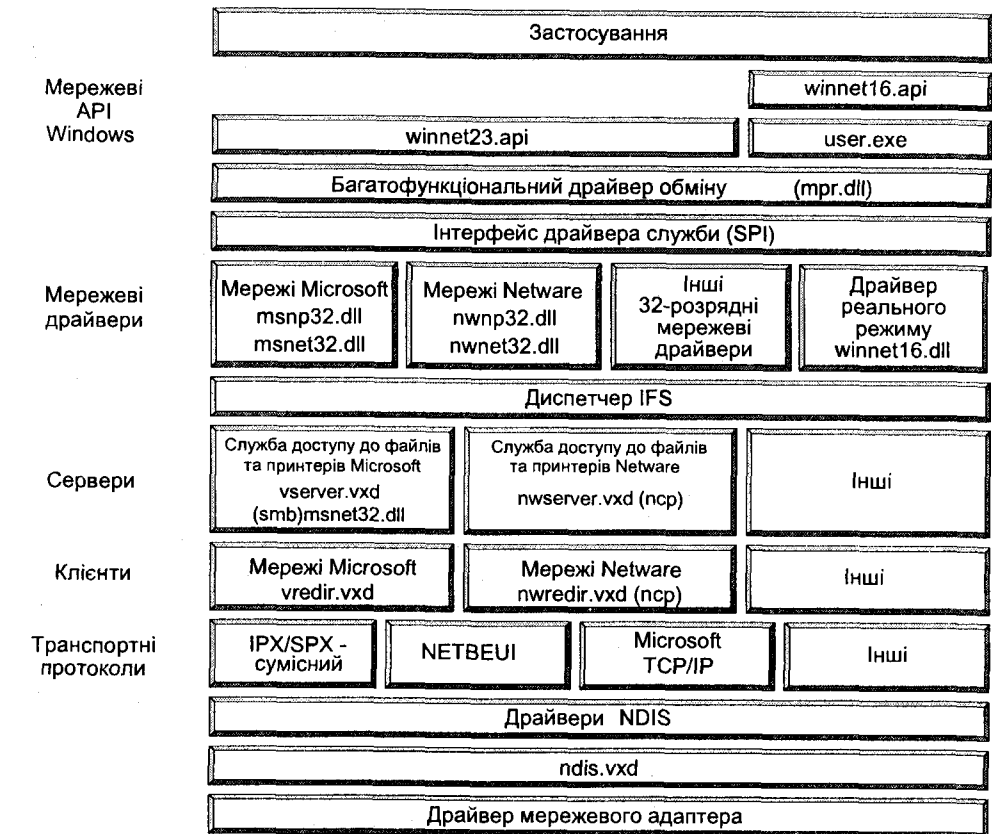 Застосування
Мережеві
API
Windows
winnet16.api
winnet23.api
user.exe
Багатофункціональний драйвер обміну (mpr.dll)
Інтерфейс драйвера служби (SPI)
Мережеві
драйвери
Мережі Microsoft
msnp32.dll
msnet32.dll
Мережі Netware
nwnp32.dll
nwnet32.dll
Інші
32-розрядні
мережеві
драйвери
Драйвер
реального
режиму
winnet16.dll
Диспетчер IFS
Сервери
Служба доступу до файлів
та принтерів Microsoft
vserver.vxd
(smb)msnet32.dll
Служба доступу до файлів
та принтерів Netware
nwserver.vxd (ncp)
Інші
Клієнти
Мережі Microsoft
vredir.vxd
Мережі Netware
nwredir.vxd (ncp)
Інші
Транспортні
протоколи
IPX/SPX -
сумісний
NETBEUI
Microsoft
TCP/IP
Інші
Драйвери NDIS
ndis.vxd
Драйвер мережевого адаптера